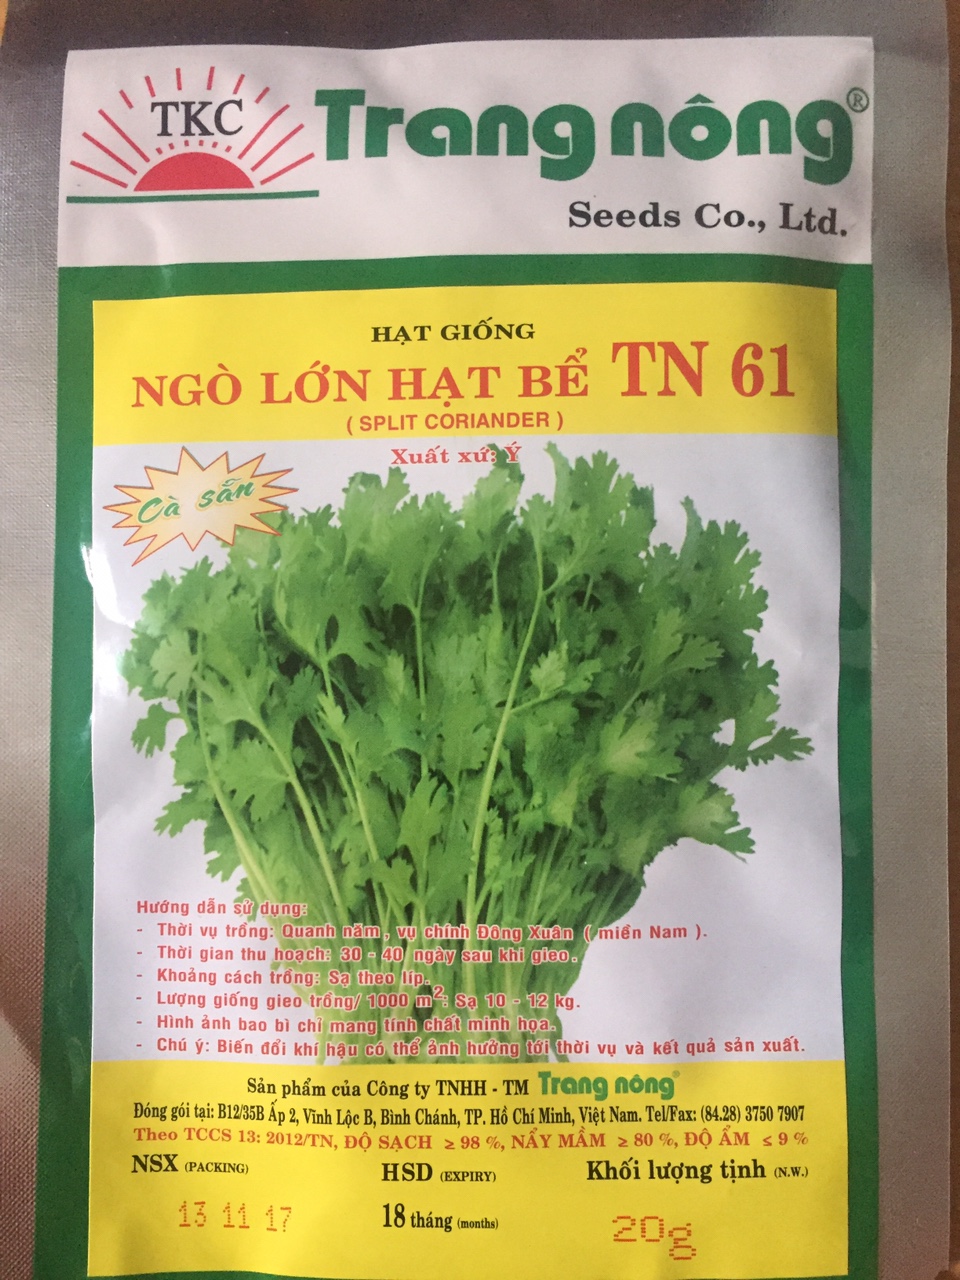 TKC
Trang nông®
Seeds Co., Ltd.
HẠT GIỐNG
NGÒ LỚN HẠT BỂ TN 61
( SPLIT CORIANDER )
Xuất xứ: Ý
Cà sẵn
Hướng dẫn sử dụng:
- Thời vụ trồng: Quanh năm, vụ chính Đông Xuân ( miền Nam ).
- Thời gian thu hoạch: 30 - 40 ngày sau khi gieo.
- Khoảng cách trồng: Sạ theo líp.
- Lượng giống gieo trồng/ 1000 m²: Sạ 10 - 12 kg.
- Hình ảnh bao bì chỉ mang tính chất minh họa.
- Chú ý: Biến đổi khí hậu có thể ảnh hưởng tới thời vụ và kết quả sản xuất.
Sản phẩm của Công ty TNHH - TM Trang nông®
Đóng gói tại: B12/35B Ấp 2, Vĩnh Lộc B, Bình Chánh, TP. Hồ Chí Minh, Việt Nam. Tel/Fax: (84.28) 3750 7907
Theo TCCS 13: 2012/TN, ĐỘ SẠCH ≥ 98 %, NẨY MẦM ≥ 80 %, ĐỘ ẨM ≤ 9 %
NSX (PACKING) HSD (EXPIRY) Khối lượng tịnh (N.W.)
13 11 17 18 tháng (months) 20g